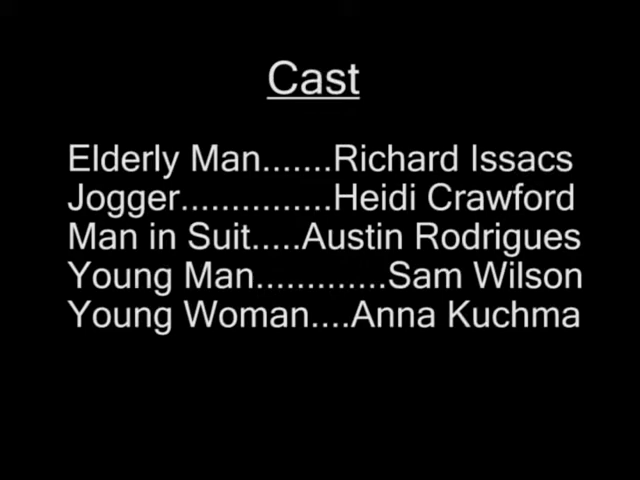 Cast
Elderly Man.......Richard Issacs
Jogger...............Heidi Crawford
Man in Suit.....Austin Rodrigues
Young Man.............Sam Wilson
Young Woman....Anna Kuchma